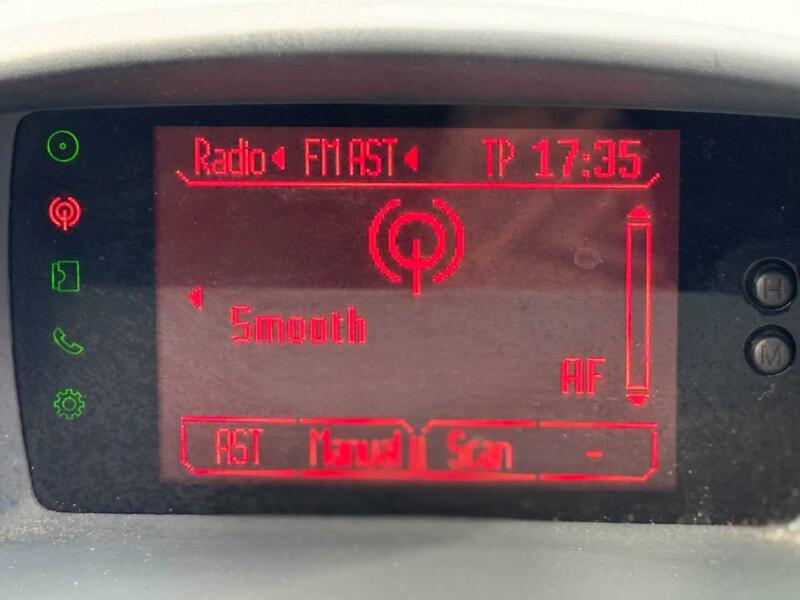 Radio FM AST TP 17:35
Smooth
AF
AST Manual Scan -
H
M